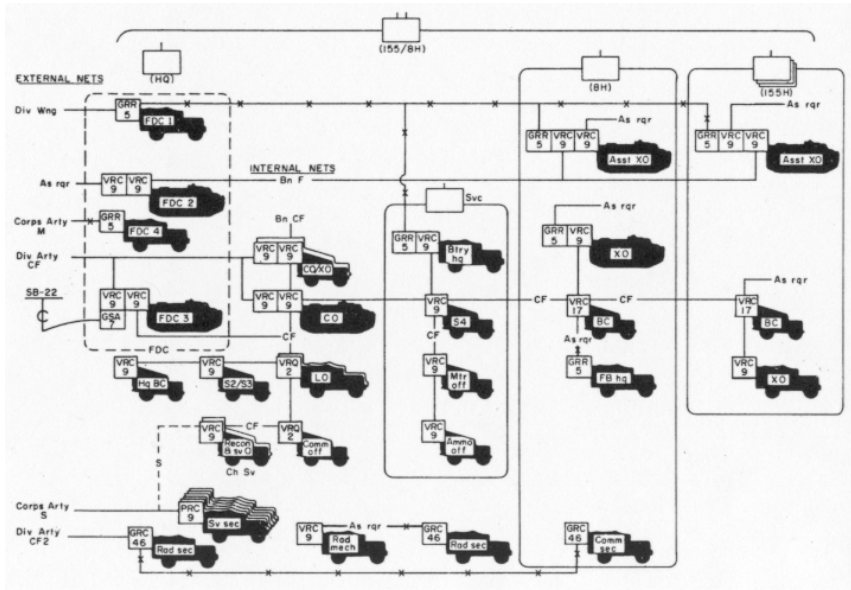 (155/8H)
(HQ)
(8H)
(155H)
EXTERNAL NETS
Div Wng
GRR 5
FDC 1
As rqr
GRR 5
VRC 9
VRC 9
Asst XO
As rqr
GRR 5
VRC 9
VRC 9
Asst XO
INTERNAL NETS
As rqr
VRC 9
VRC 9
FDC 2
Bn F
Corps Arty
M
GRR 5
FDC 4
Bn CF
Svc
As rqr
Div Arty
CF
VRC 9
VRC 9
CO/XO
GRR 5
VRC 9
Btry hq
GRR 5
VRC 9
XO
SB-22
VRC 9
VRC 9
GSA 7
FDC 3
VRC 9
VRC 9
CO
VRC 9
S4
CF
VRC 17
BC
CF
As rqr
VRC 17
BC
CF
CF
As rqr
FDC
VRC 9
Hq BC
VRC 9
S2/S3
VRQ 2
LO
VRC 9
Mtr off
GRR 5
FB hq
VRC 9
XO
VRC 9
Recon & sv O
CF
VRQ 2
Comm off
VRC 9
Ammo off
Ch Sv
S
Corps Arty
S
PRC 9
Sv sec
Div Arty
CF2
GRC 46
Rad sec
VRC 9
Rad mech
As rqr
GRC 46
Rad sec
GRC 46
Comm sec